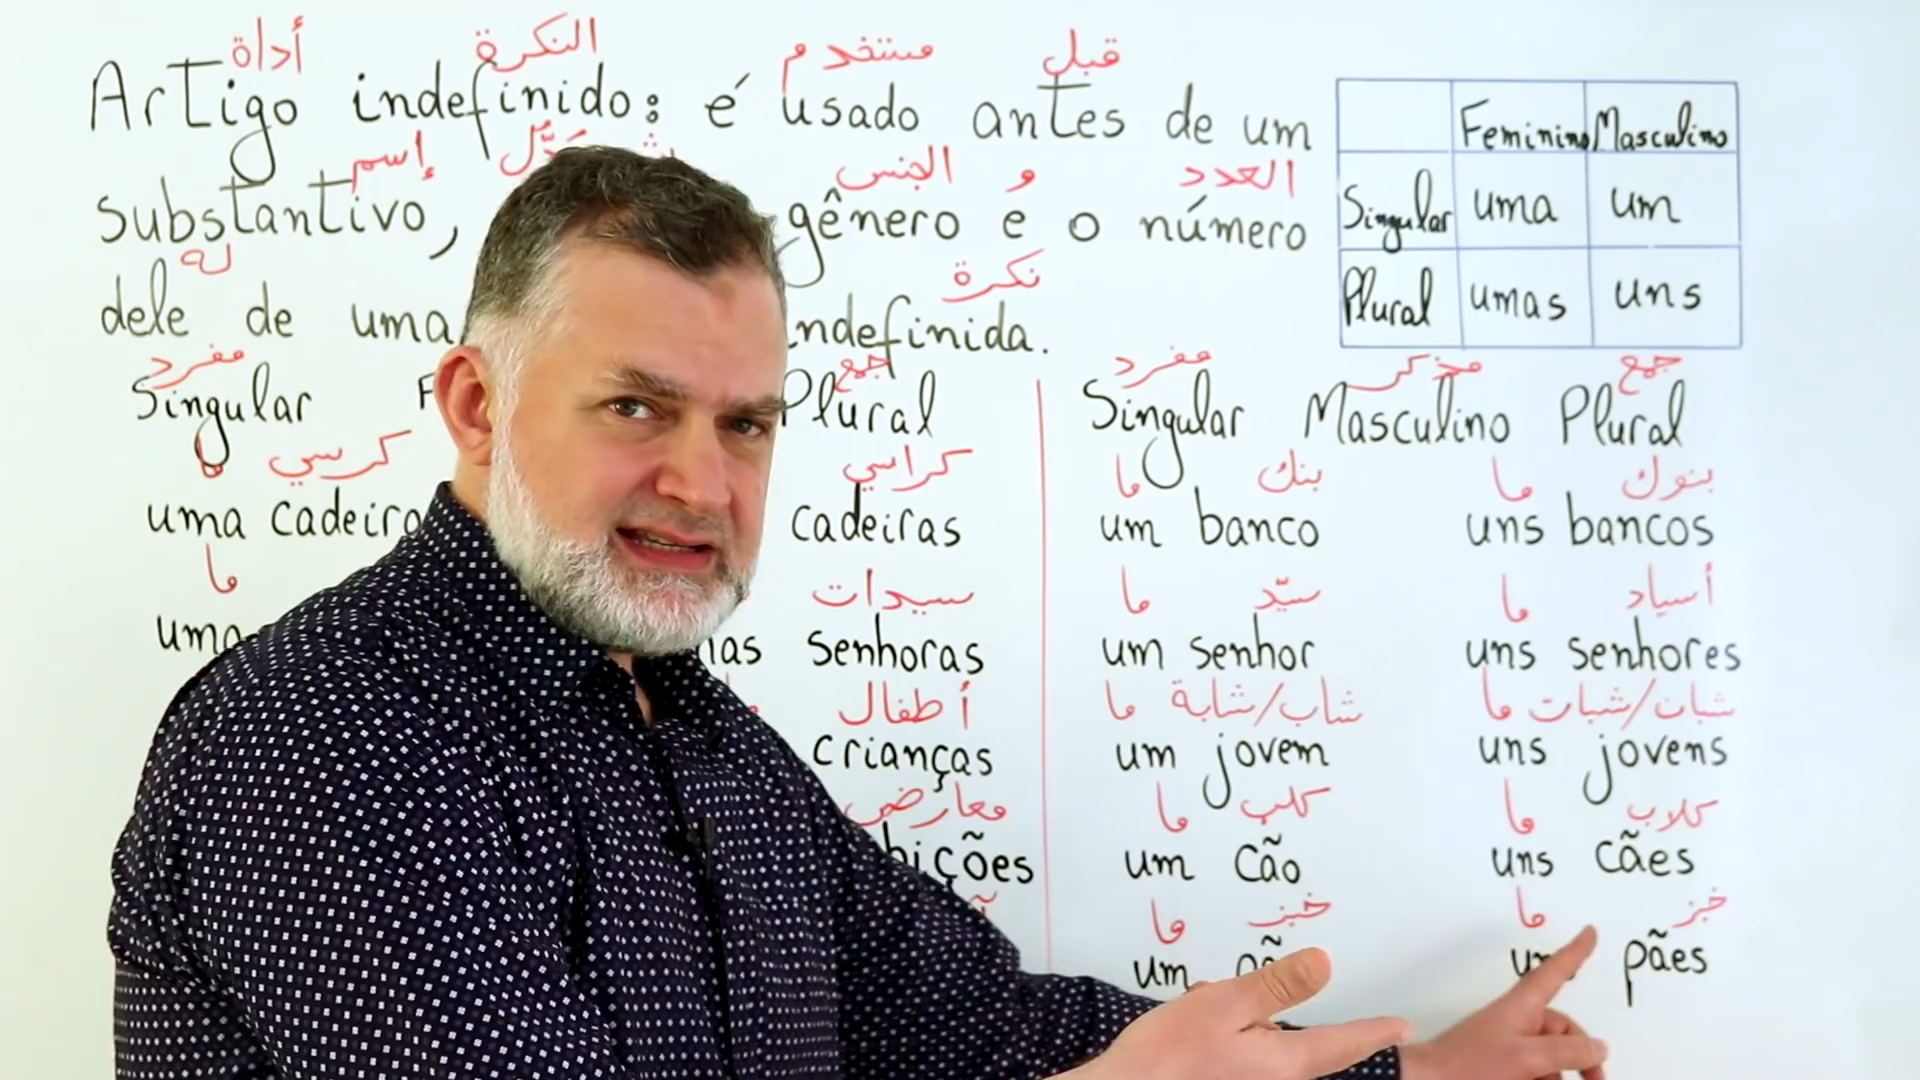 أداة النكرة مستخدم قبل
Artigo indefinido: é usado antes de um
إسم الجنس و العدد
substantivo, gênero e o número
له نكرة
dele de uma indefinida.
Feminino Masculino
Singular uma um
Plural umas uns
مفرد جمع
Singular Plural
ما كرسي كراسي
uma cadeira cadeiras
ما سيدات
uma senhoras
أطفال
crianças
معارض
مفرد مذكر جمع
Singular Masculino Plural
ما بنك ما بنوك
um banco uns bancos
ما سيّد ما أسياد
um senhor uns senhores
شاب/شابة ما شبان/شبات ما
um jovem uns jovens
ما كلب ما كلاب
um cão uns cães
ما خبز ما خبز
um pães